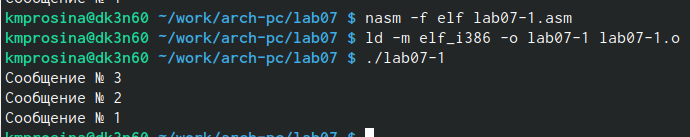 kmprosina@dk3n60 ~/work/arch-pc/lab07 $ nasm -f elf lab07-1.asm
kmprosina@dk3n60 ~/work/arch-pc/lab07 $ ld -m elf_i386 -o lab07-1 lab07-1.o
kmprosina@dk3n60 ~/work/arch-pc/lab07 $ ./lab07-1
Сообщение № 3
Сообщение № 2
Сообщение № 1
kmprosina@dk3n60 ~/work/arch-pc/lab07 $